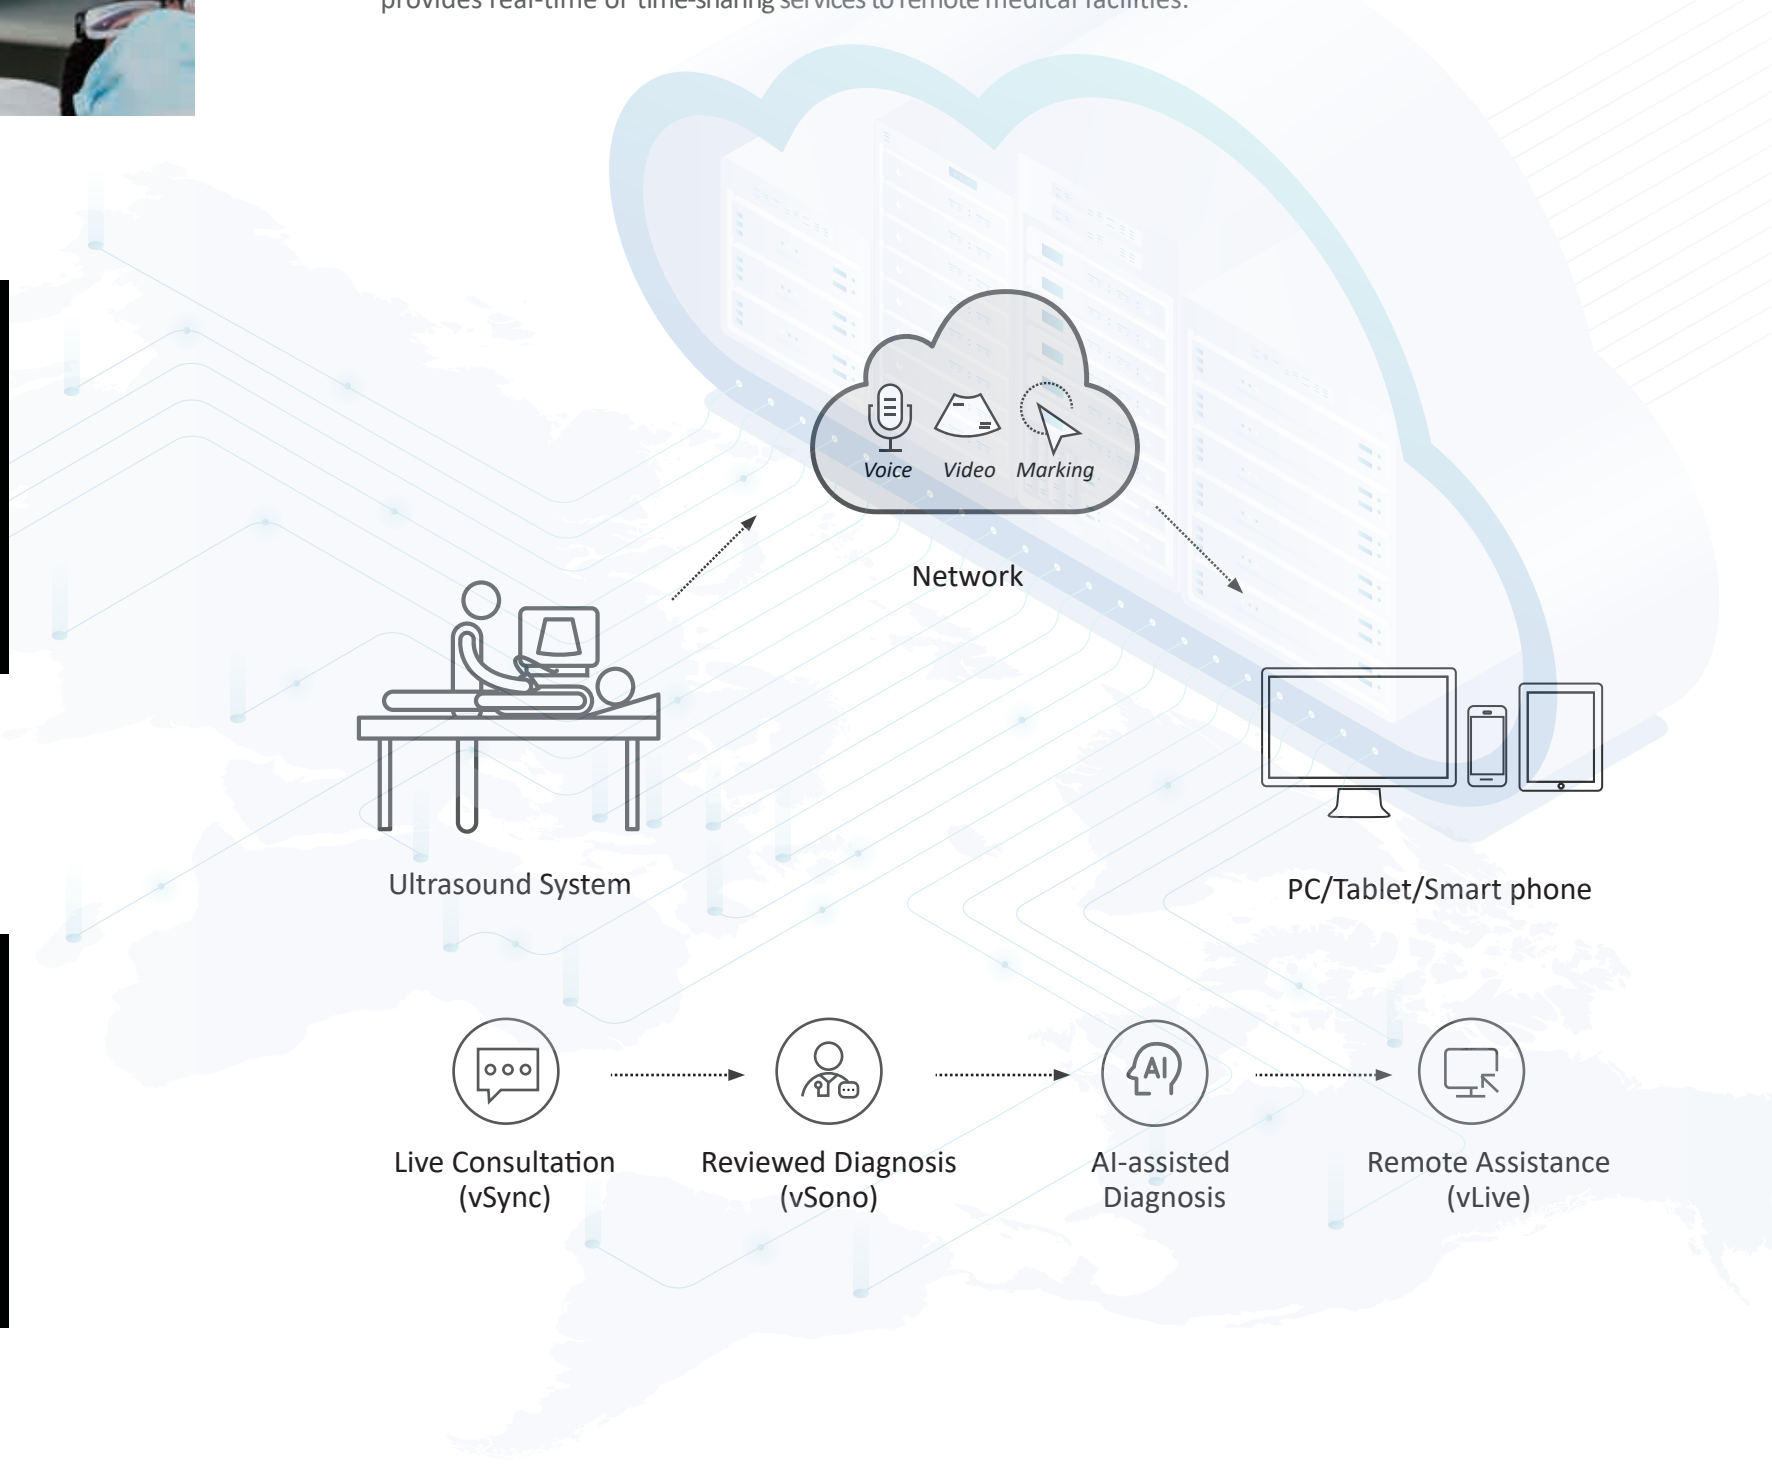 provides real-time or time-sharing services to remote medical facilities.
Voice Video Marking
Network
Ultrasound System
PC/Tablet/Smart phone
Live Consultation
(vSync)
Reviewed Diagnosis
(vSono)
AI
AI-assisted
Diagnosis
Remote Assistance
(vLive)